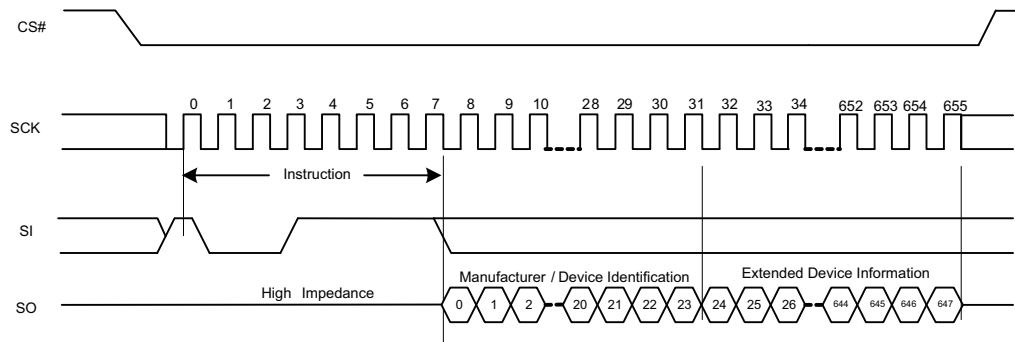 CS#
0 1 2 3 4 5 6 7 8 9 10 28 29 30 31 32 33 34 652 653 654 655
SCK
Instruction
SI
Manufacturer / Device Identification Extended Device Information
High Impedance
SO 0 1 2 20 21 22 23 24 25 26 644 645 646 647